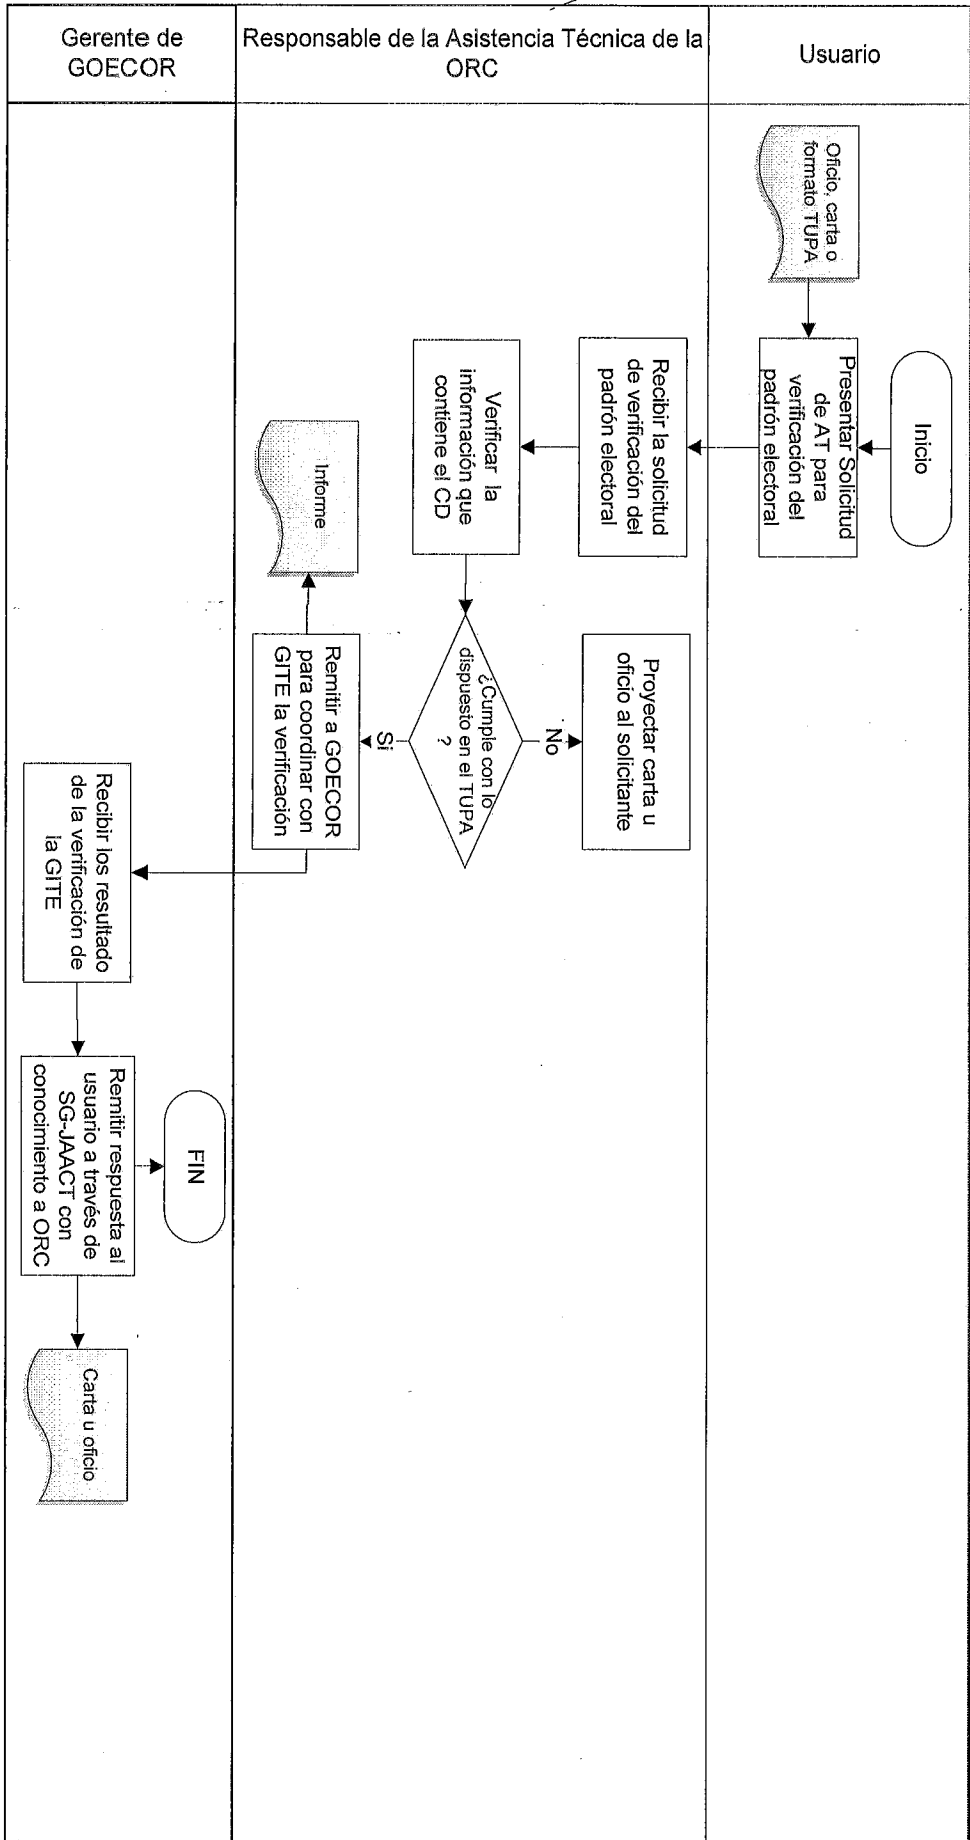 Gerente de
GOECOR
Responsable de la Asistencia Técnica de la
ORC
Usuario
Oficio, carta o
formato TUPA
Inicio
Presentar Solicitud
de AT para
verificación del
padrón electoral
Recibir la solicitud
de verificación del
padrón electoral
Verificar la
información que
contiene el CD
Informe
¿Cumple con lo
dispuesto en el TUPA
?
No
Si
Proyectar carta u
oficio al solicitante
Remitir a GOECOR
para coordinar con
GITE la verificación
Recibir los resultado
de la verificación de
la GITE
Remitir respuesta al
usuario a través de
SG-JAACT con
conocimiento a ORC
FIN
Carta u oficio